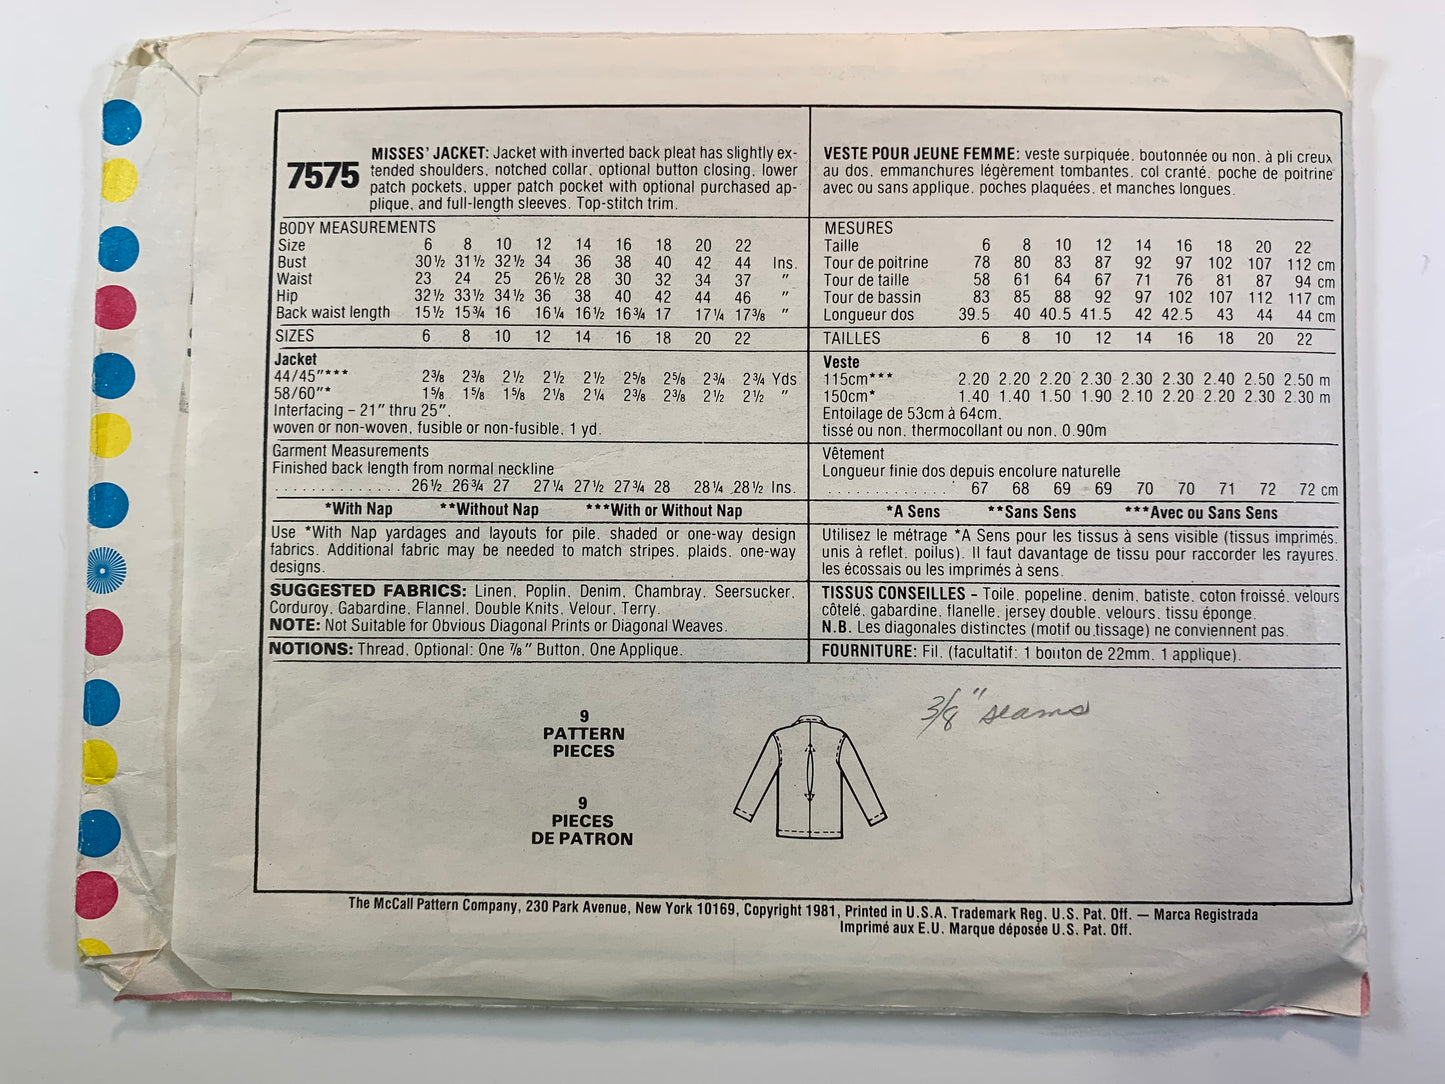 7575
MISSES' JACKET: Jacket with inverted back pleat has slightly ex-
tended shoulders, notched collar, optional button closing, lower
patch pockets, upper patch pocket with optional purchased ap-
plique, and full-length sleeves. Top-stitch trim.
BODY MEASUREMENTS
Size 6 8 10 12 14 16 18 20 22
Bust 30½ 31½ 32½ 34 36 38 40 42 44 Ins.
Waist 23 24 25 26½ 28 30 32 34 37 "
Hip 32½ 33½ 34½ 36 38 40 42 44 46 "
Back waist length 15½ 15¾ 16 16¼ 16½ 16¾ 17 17¼ 17⅜ "
SIZES 6 8 10 12 14 16 18 20 22
Jacket
44/45"*** 2⅜ 2⅜ 2½ 2½ 2½ 2⅝ 2⅝ 2¾ 2¾ Yds
58/60"* 1⅝ 1⅝ 1⅝ 2⅛ 2¼ 2⅜ 2⅜ 2½ 2½ "
Interfacing – 21" thru 25",
woven or non-woven, fusible or non-fusible, 1 yd.
Garment Measurements
Finished back length from normal neckline
.............. 26½ 26¾ 27 27¼ 27½ 27¾ 28 28¼ 28½ Ins.
*With Nap **Without Nap ***With or Without Nap
Use *With Nap yardages and layouts for pile, shaded or one-way design
fabrics. Additional fabric may be needed to match stripes, plaids, one-way
designs.
SUGGESTED FABRICS: Linen, Poplin, Denim, Chambray, Seersucker,
Corduroy, Gabardine, Flannel, Double Knits, Velour, Terry.
NOTE: Not Suitable for Obvious Diagonal Prints or Diagonal Weaves.
NOTIONS: Thread, Optional: One ⅞" Button, One Applique.
VESTE POUR JEUNE FEMME: veste surpiquée, boutonnée ou non, à pli creux
au dos, emmanchures légèrement tombantes, col cranté, poche de poitrine
avec ou sans applique, poches plaquées, et manches longues.
MESURES
Taille 6 8 10 12 14 16 18 20 22
Tour de poitrine 78 80 83 87 92 97 102 107 112 cm
Tour de taille 58 61 64 67 71 76 81 87 94 cm
Tour de bassin 83 85 88 92 97 102 107 112 117 cm
Longueur dos 39.5 40 40.5 41.5 42 42.5 43 44 44 cm
TAILLES 6 8 10 12 14 16 18 20 22
Veste
115cm*** 2.20 2.20 2.20 2.30 2.30 2.30 2.40 2.50 2.50 m
150cm* 1.40 1.40 1.50 1.90 2.10 2.20 2.20 2.30 2.30 m
Entoilage de 53cm à 64cm,
tissé ou non, thermocollant ou non, 0.90m
Vêtement
Longueur finie dos depuis encolure naturelle
............. 67 68 69 69 70 70 71 72 72 cm
*A Sens **Sans Sens ***Avec ou Sans Sens
Utilisez le métrage *A Sens pour les tissus à sens visible (tissus imprimés,
unis à reflet, poilus). Il faut davantage de tissu pour raccorder les rayures,
les écossais ou les imprimés à sens.
TISSUS CONSEILLES – Toile, popeline, denim, batiste, coton froissé, velours
côtelé, gabardine, flanelle, jersey double, velours, tissu éponge.
N.B. Les diagonales distinctes (motif ou tissage) ne conviennent pas.
FOURNITURE: Fil, (facultatif: 1 bouton de 22mm, 1 applique).
9
PATTERN
PIECES
9
PIECES
DE PATRON
3/8" seams
The McCall Pattern Company, 230 Park Avenue, New York 10169, Copyright 1981, Printed in U.S.A. Trademark Reg. U.S. Pat. Off. — Marca Registrada
Imprimé aux E.U. Marque déposée U.S. Pat. Off.